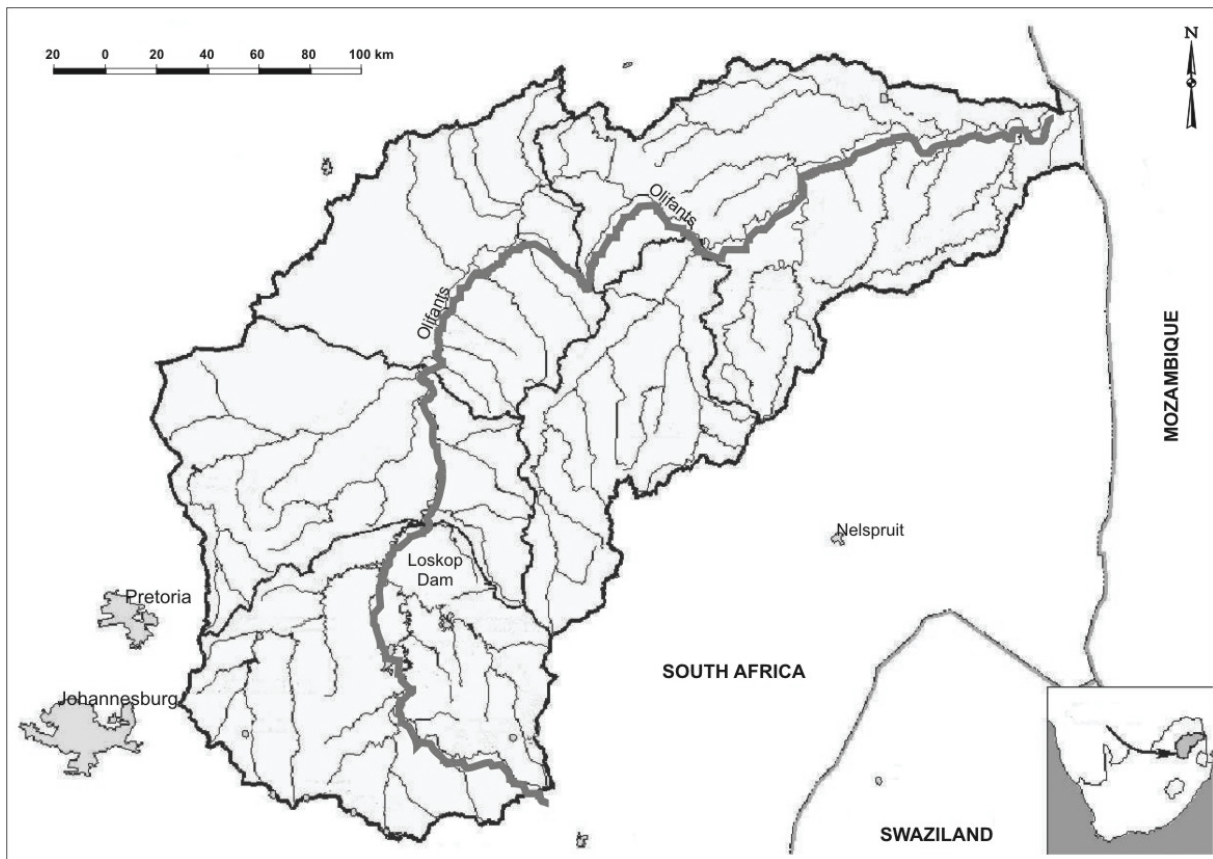 N
20 0 20 40 60 80 100 km
Olifants
Olifants
MOZAMBIQUE
Nelspruit
Loskop
Dam
Pretoria
SOUTH AFRICA
Johannesburg
SWAZILAND